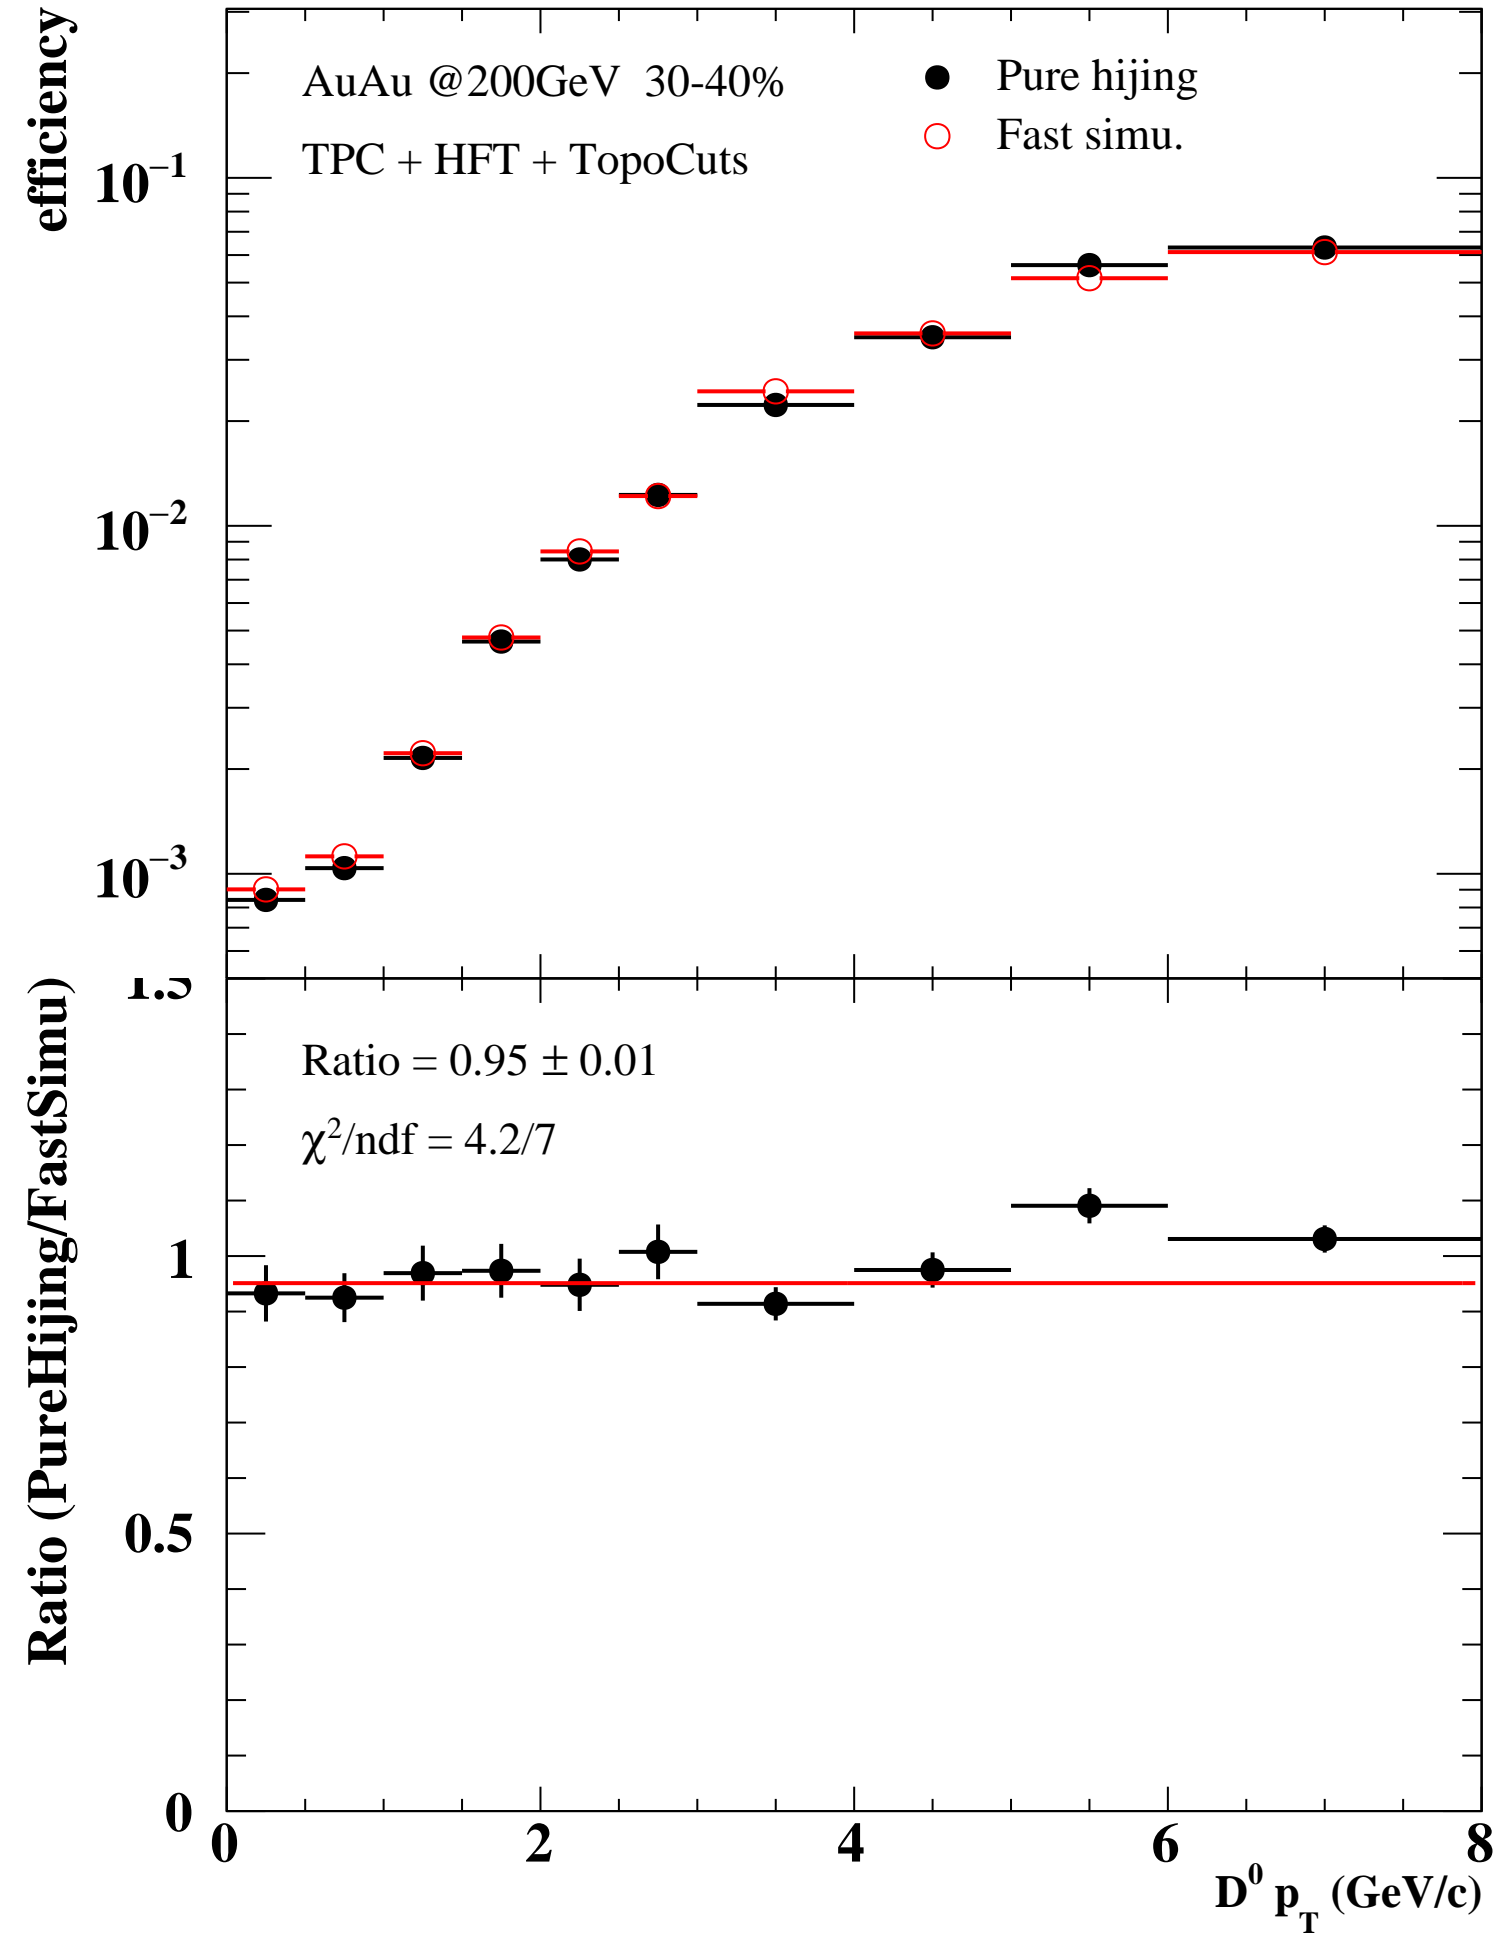 efficiency
AuAu @200GeV 30-40%
TPC + HFT + TopoCuts
Pure hijing
Fast simu.
10⁻¹
10⁻²
10⁻³
Ratio (PureHijing/FastSimu)
1.5
1
0.5
0
Ratio = 0.95 ± 0.01
χ²/ndf = 4.2/7
0 2 4 6 8
D⁰ p_T (GeV/c)